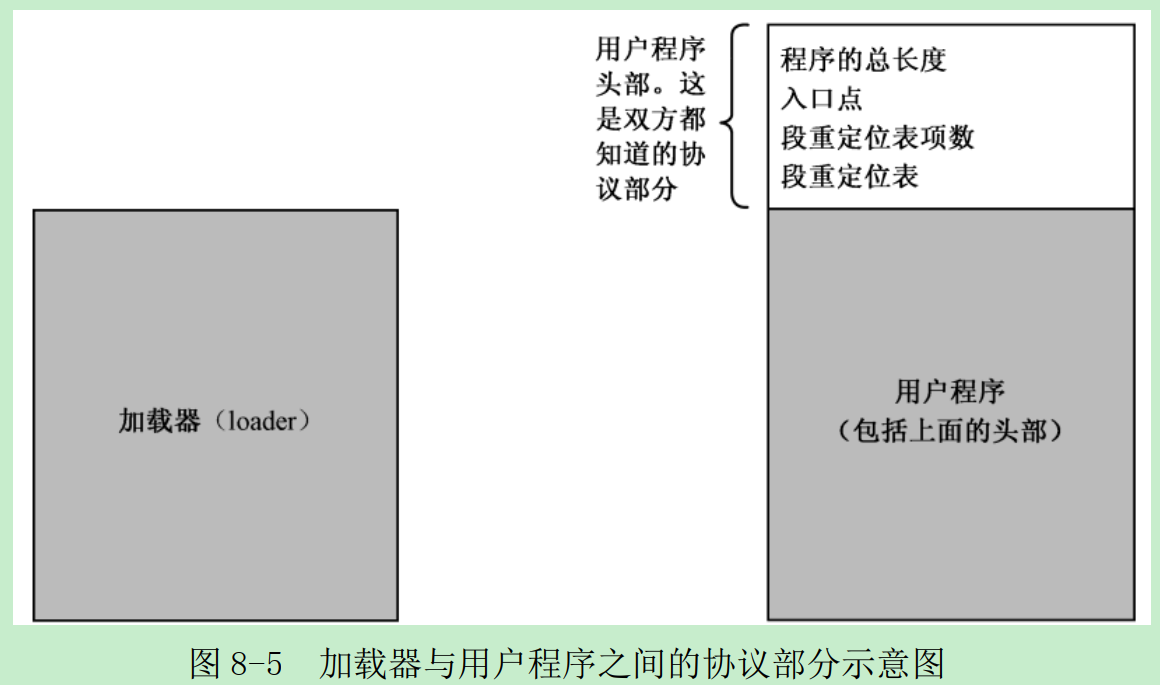 用户程序
头部。这
是双方都
知道的协
议部分
程序的总长度
入口点
段重定位表项数
段重定位表
加载器（loader）
用户程序
（包括上面的头部）
图 8-5 加载器与用户程序之间的协议部分示意图